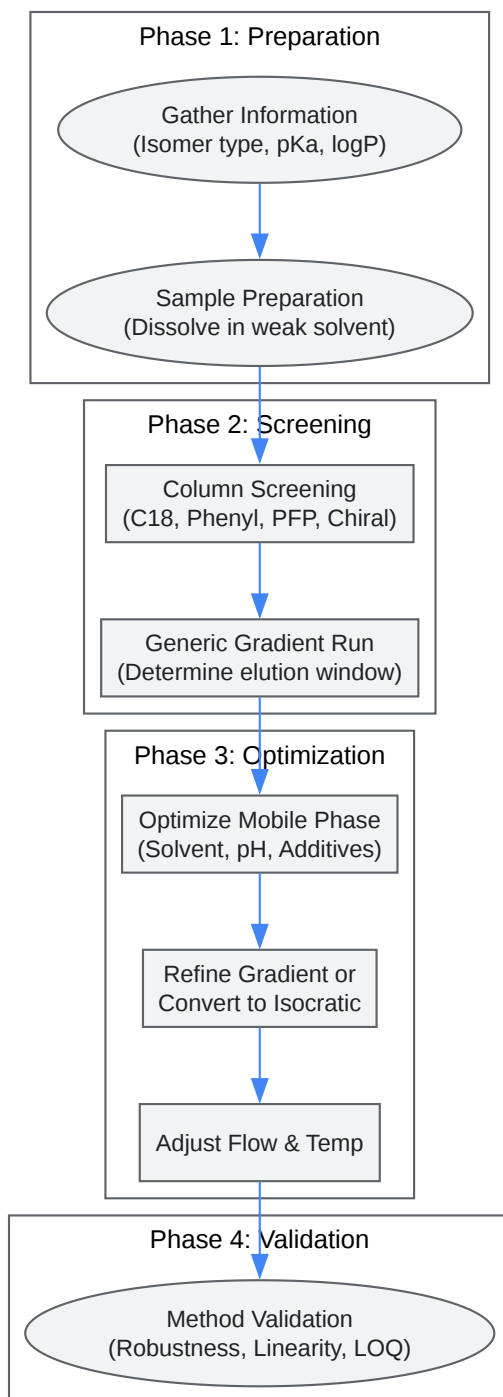 Phase 1: Preparation
Gather Information
(Isomer type, pKa, logP)
Sample Preparation
(Dissolve in weak solvent)
Phase 2: Screening
Column Screening
(C18, Phenyl, PFP, Chiral)
Generic Gradient Run
(Determine elution window)
Phase 3: Optimization
Optimize Mobile Phase
(Solvent, pH, Additives)
Refine Gradient or
Convert to Isocratic
Adjust Flow & Temp
Phase 4: Validation
Method Validation
(Robustness, Linearity, LOQ)